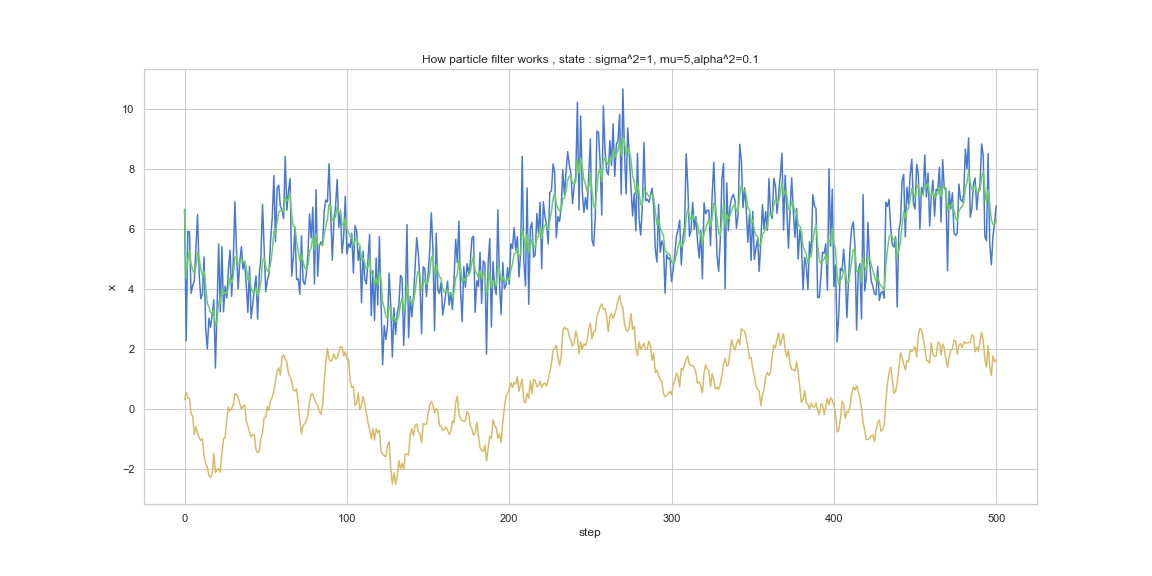 How particle filter works , state : sigma^2=1, mu=5,alpha^2=0.1
10
8
6
4
2
0
−2
x
0 100 200 300 400 500
step